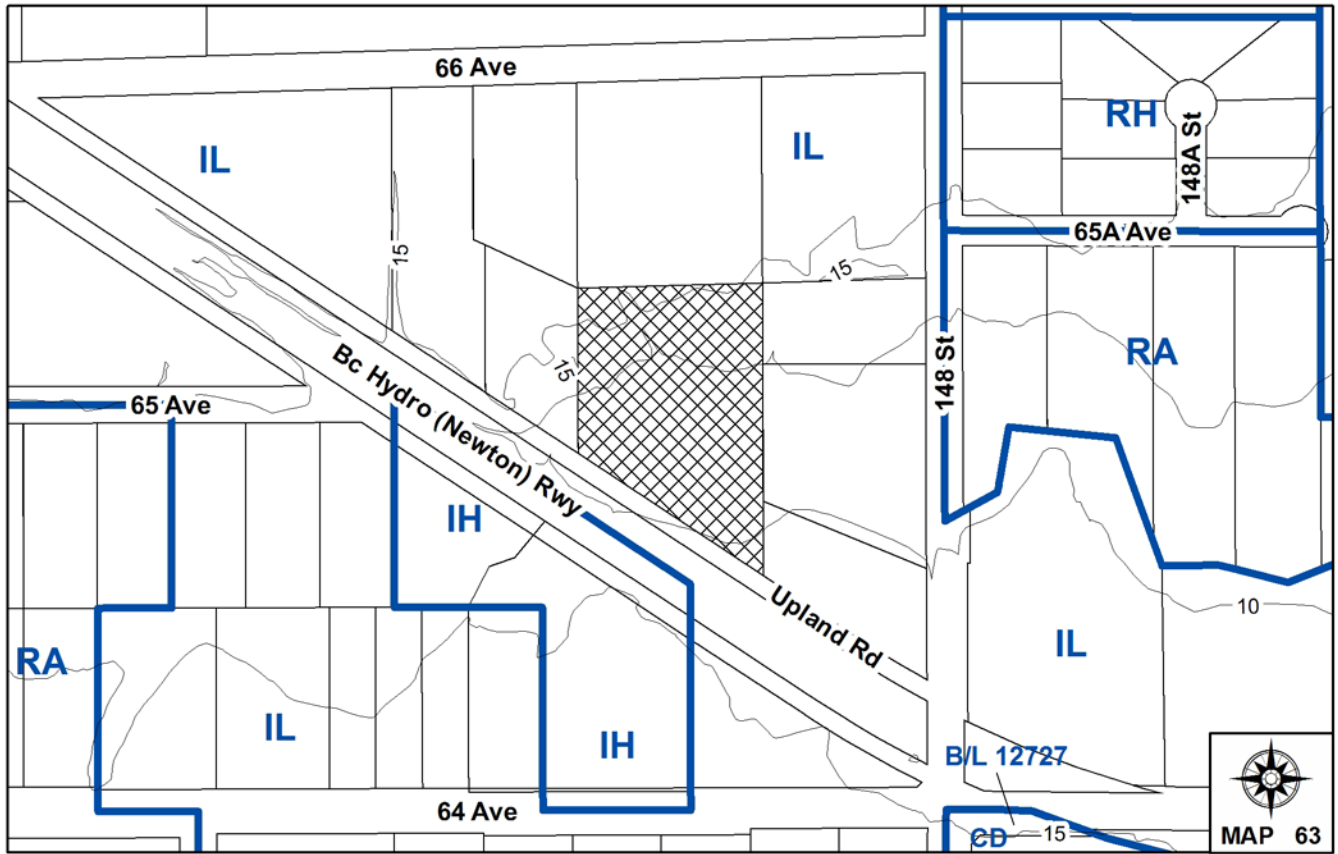 66 Ave
IL
IL
RH
148A St
65A Ave
15
15
15
Bc Hydro (Newton) Rwy
148 St
RA
65 Ave
IH
Upland Rd
10
RA
IL
IL
IH
B/L 12727
64 Ave
CD
15
MAP 63